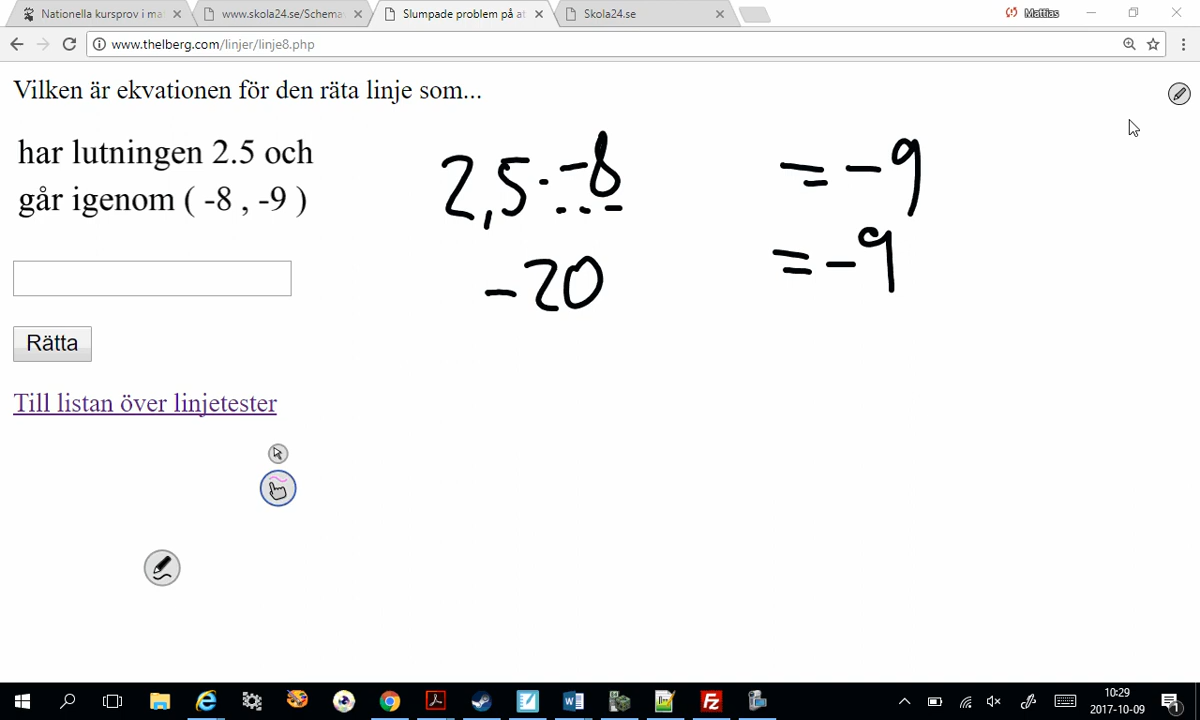 Nationella kursprov i ma
www.skola24.se/Schema
Slumpade problem på at
Skola24.se
Mattias
www.thelberg.com/linjer/linje8.php
Vilken är ekvationen för den räta linje som...
har lutningen 2.5 och
går igenom ( -8 , -9 )
2,5 · -8 = -9
-20 = -9
Rätta
Till listan över linjetester
10:29
2017-10-09
1